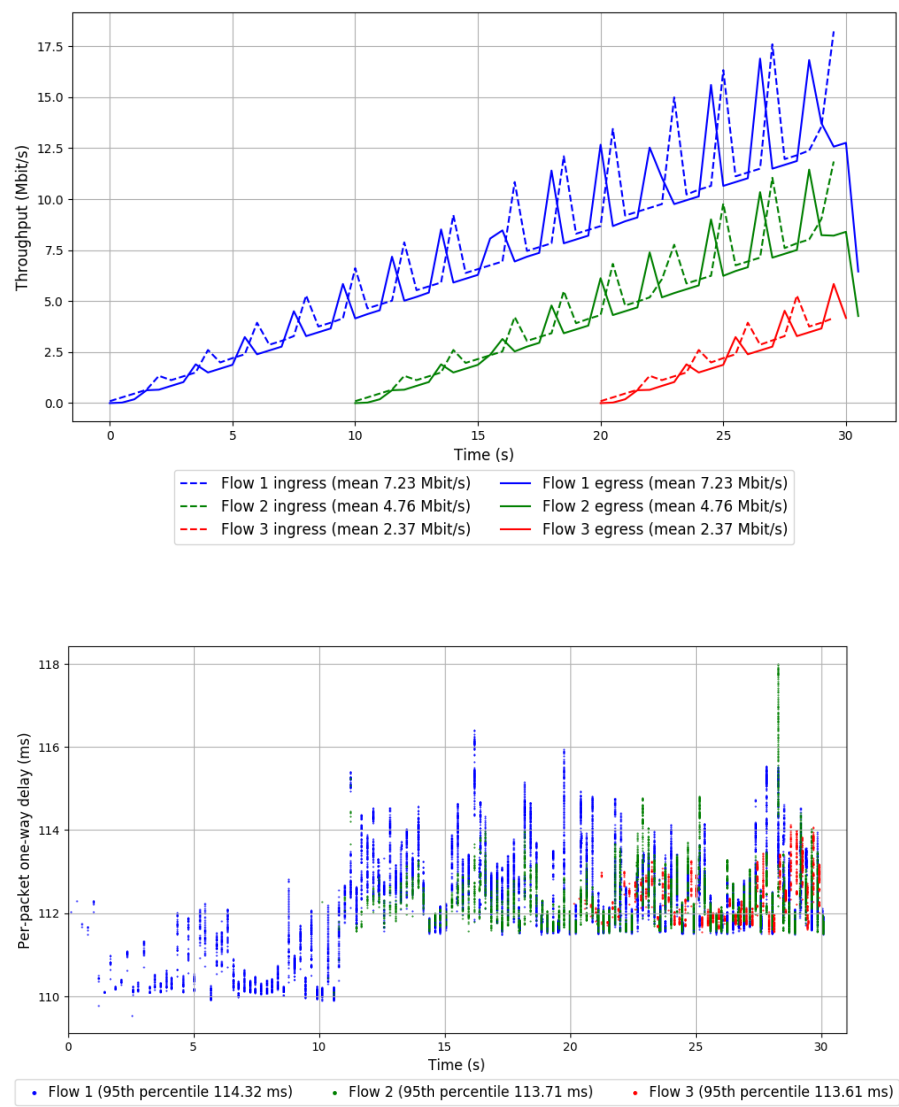 17.5
15.0
12.5
10.0
7.5
5.0
2.5
0.0
Throughput (Mbit/s)
0 5 10 15 20 25 30
Time (s)
Flow 1 ingress (mean 7.23 Mbit/s) Flow 1 egress (mean 7.23 Mbit/s)
Flow 2 ingress (mean 4.76 Mbit/s) Flow 2 egress (mean 4.76 Mbit/s)
Flow 3 ingress (mean 2.37 Mbit/s) Flow 3 egress (mean 2.37 Mbit/s)
118
116
114
112
110
Per-packet one-way delay (ms)
0 5 10 15 20 25 30
Time (s)
Flow 1 (95th percentile 114.32 ms) Flow 2 (95th percentile 113.71 ms) Flow 3 (95th percentile 113.61 ms)